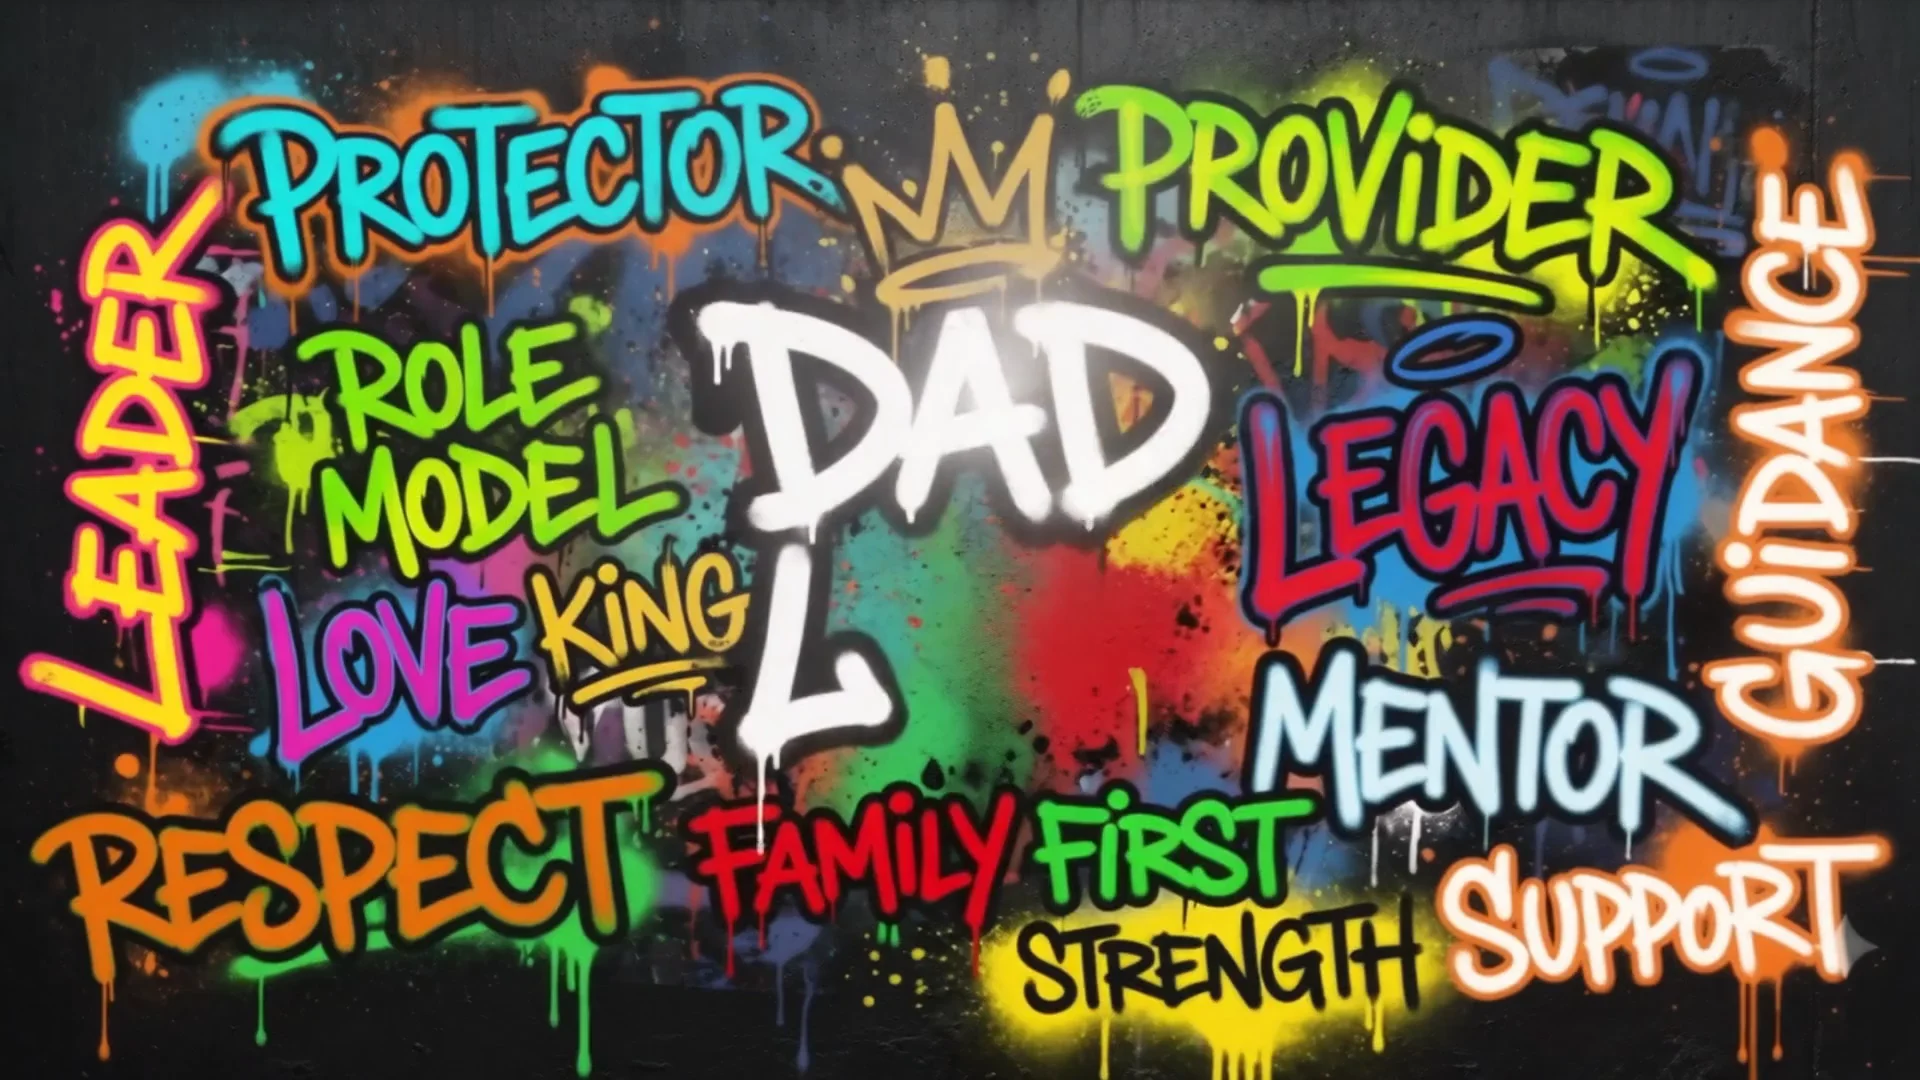 PROTECTOR
PROVIDER
LEADER
ROLE
MODEL
DAD
L
LEGACY
GUIDANCE
LOVE
KING
MENTOR
RESPECT
FAMILY FIRST
STRENGTH
SUPPORT